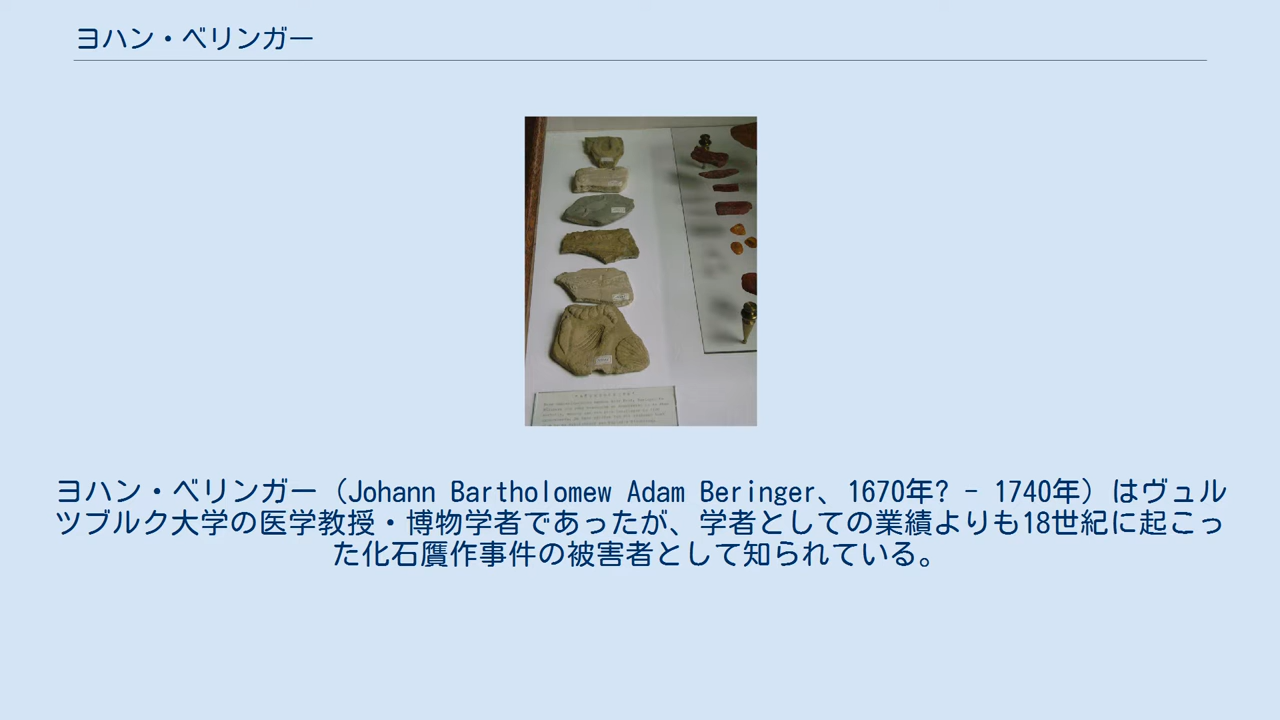 ヨハン・ベリンガー
ヨハン・ベリンガー（Johann Bartholomew Adam Beringer、1670年? - 1740年）はヴュル
ツブルク大学の医学教授・博物学者であったが、学者としての業績よりも18世紀に起こっ
た化石贋作事件の被害者として知られている。